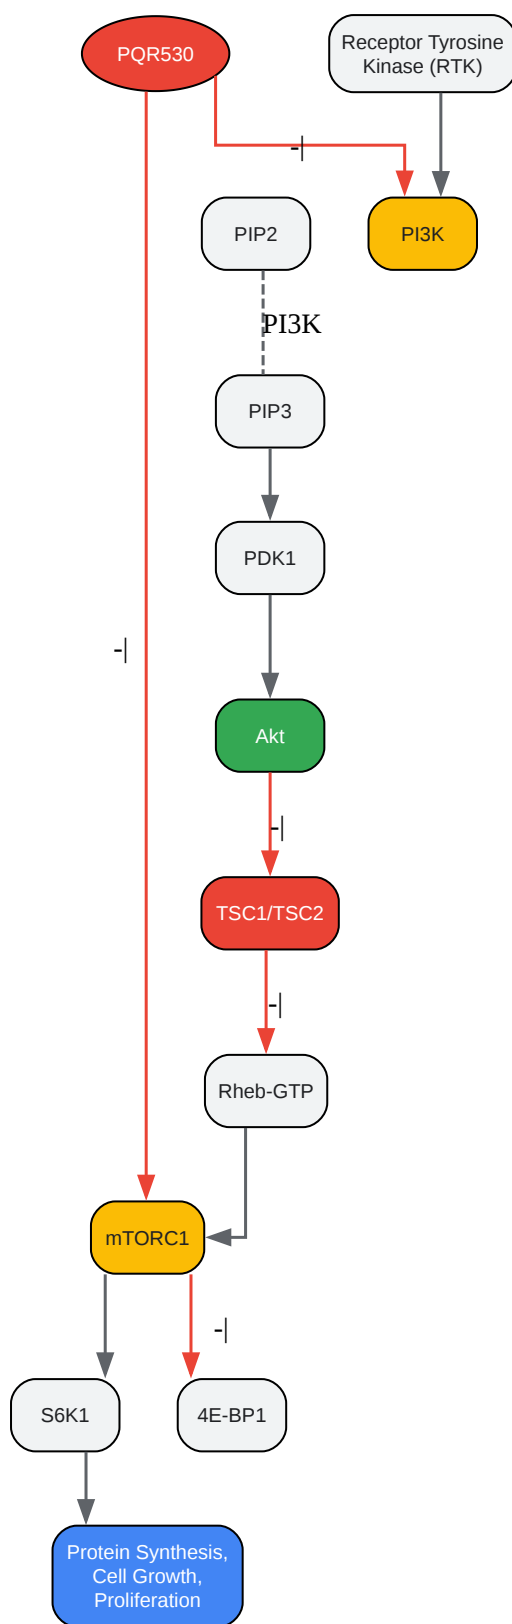 PQR530
Receptor Tyrosine
Kinase (RTK)
-|
PIP2
PI3K
PI3K
PIP3
PDK1
-|
Akt
-|
TSC1/TSC2
-|
Rheb-GTP
mTORC1
-|
S6K1
4E-BP1
Protein Synthesis,
Cell Growth,
Proliferation